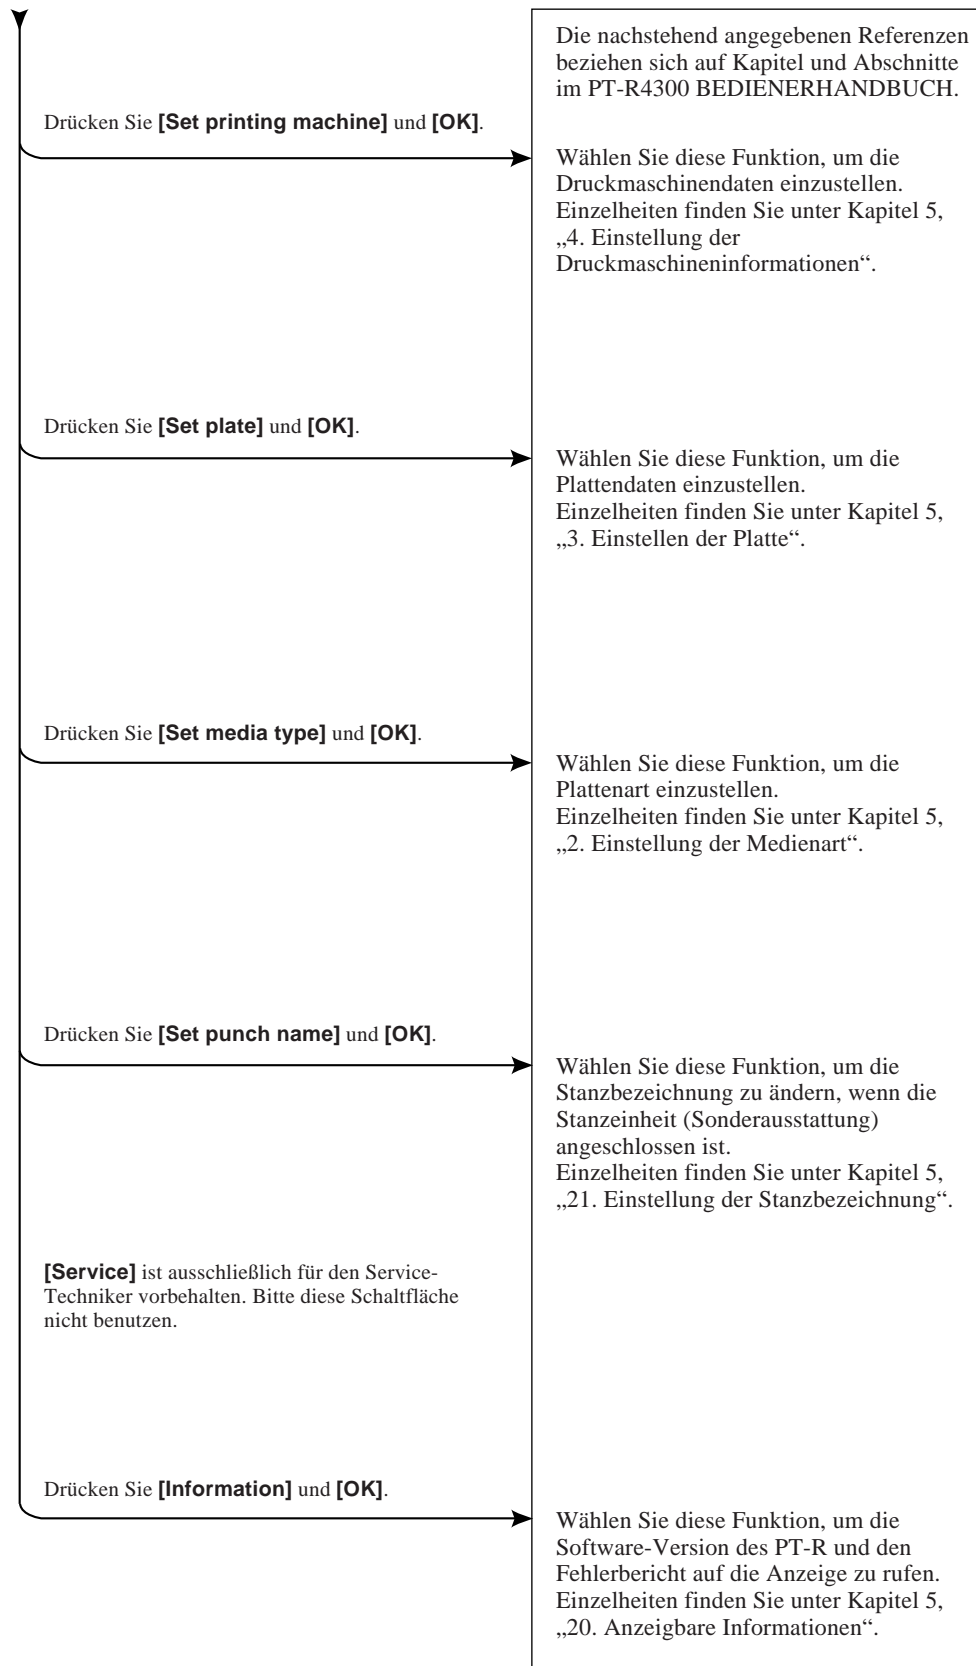 Die nachstehend angegebenen Referenzen
beziehen sich auf Kapitel und Abschnitte
im PT-R4300 BEDIENERHANDBUCH.
Drücken Sie [Set printing machine] und [OK].
Wählen Sie diese Funktion, um die
Druckmaschinendaten einzustellen.
Einzelheiten finden Sie unter Kapitel 5,
„4. Einstellung der
Druckmaschineninformationen“.
Drücken Sie [Set plate] und [OK].
Wählen Sie diese Funktion, um die
Plattendaten einzustellen.
Einzelheiten finden Sie unter Kapitel 5,
„3. Einstellen der Platte“.
Drücken Sie [Set media type] und [OK].
Wählen Sie diese Funktion, um die
Plattenart einzustellen.
Einzelheiten finden Sie unter Kapitel 5,
„2. Einstellung der Medienart“.
Drücken Sie [Set punch name] und [OK].
Wählen Sie diese Funktion, um die
Stanzbezeichnung zu ändern, wenn die
Stanzeinheit (Sonderausstattung)
angeschlossen ist.
Einzelheiten finden Sie unter Kapitel 5,
„21. Einstellung der Stanzbezeichnung“.
[Service] ist ausschließlich für den Service-
Techniker vorbehalten. Bitte diese Schaltfläche
nicht benutzen.
Drücken Sie [Information] und [OK].
Wählen Sie diese Funktion, um die
Software-Version des PT-R und den
Fehlerbericht auf die Anzeige zu rufen.
Einzelheiten finden Sie unter Kapitel 5,
„20. Anzeigbare Informationen“.